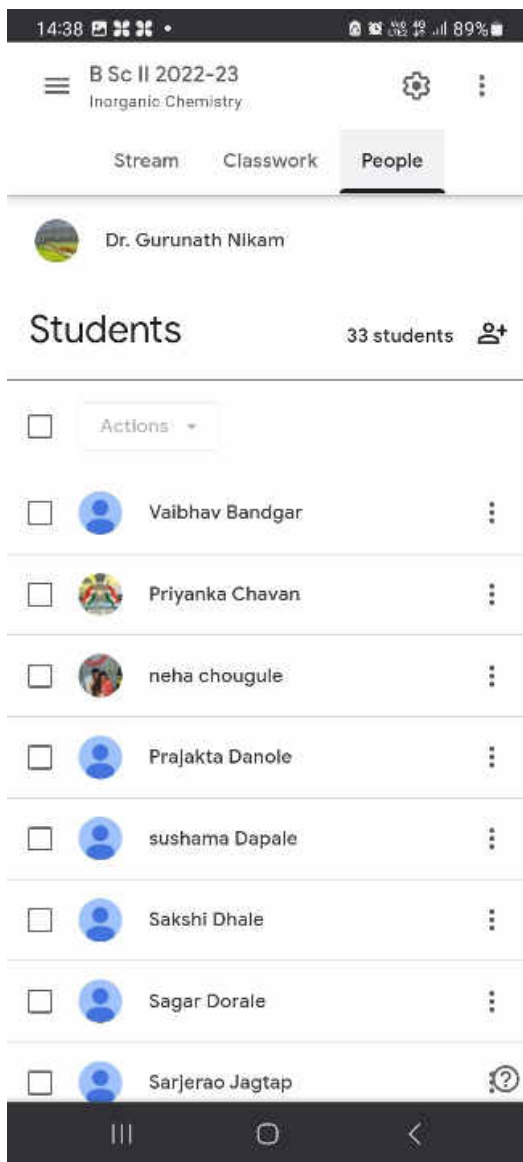 14:38 89%
B Sc II 2022-23
Inorganic Chemistry
Stream Classwork People
Dr. Gurunath Nikam
Students 33 students
Actions
Vaibhav Bandgar
Priyanka Chavan
neha chougule
Prajakta Danole
sushama Dapale
Sakshi Dhale
Sagar Dorale
Sarjerao Jagtap